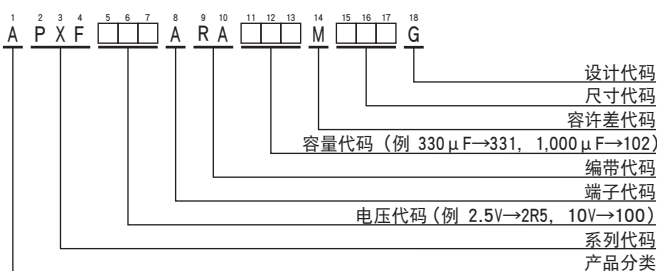 1 2 3 4 5 6 7 8 9 10 11 12 13 14 15 16 17 18
A P X F □□□ A R A □□□ M □□□ G
设计代码
尺寸代码
容许差代码
容量代码 (例 330μF→331, 1,000μF→102)
编带代码
端子代码
电压代码 (例 2.5V→2R5, 10V→100)
系列代码
产品分类